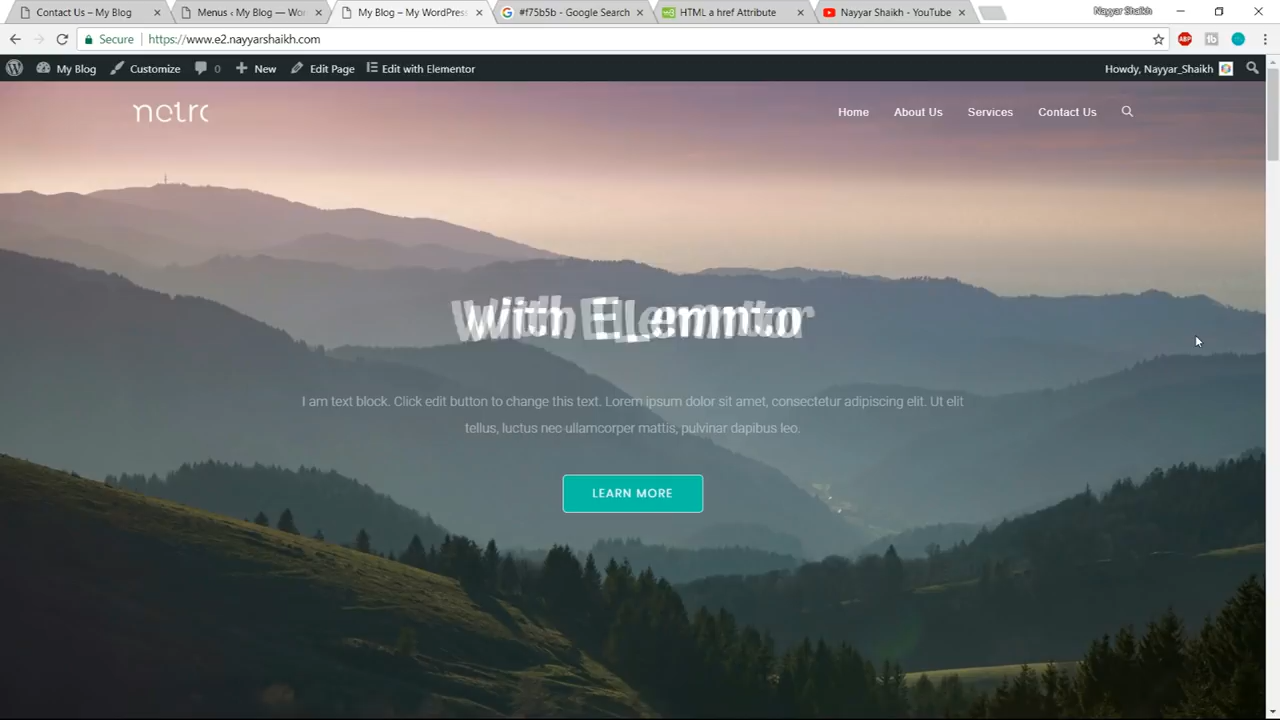 Contact Us – My Blog
Menus ‹ My Blog — Wor
My Blog – My WordPress
#f75b5b - Google Search
HTML a href Attribute
Nayyar Shaikh - YouTube
Nayyar Shaikh
Secure
https://www.e2.nayyarshaikh.com
ABP
tb
My Blog
Customize
0
New
Edit Page
Edit with Elementor
Howdy, Nayyar_Shaikh
Home
About Us
Services
Contact Us
With
I am text block. Click edit button to change this text. Lorem ipsum dolor sit amet, consectetur adipiscing elit. Ut elit
tellus, luctus nec ullamcorper mattis, pulvinar dapibus leo.
LEARN MORE